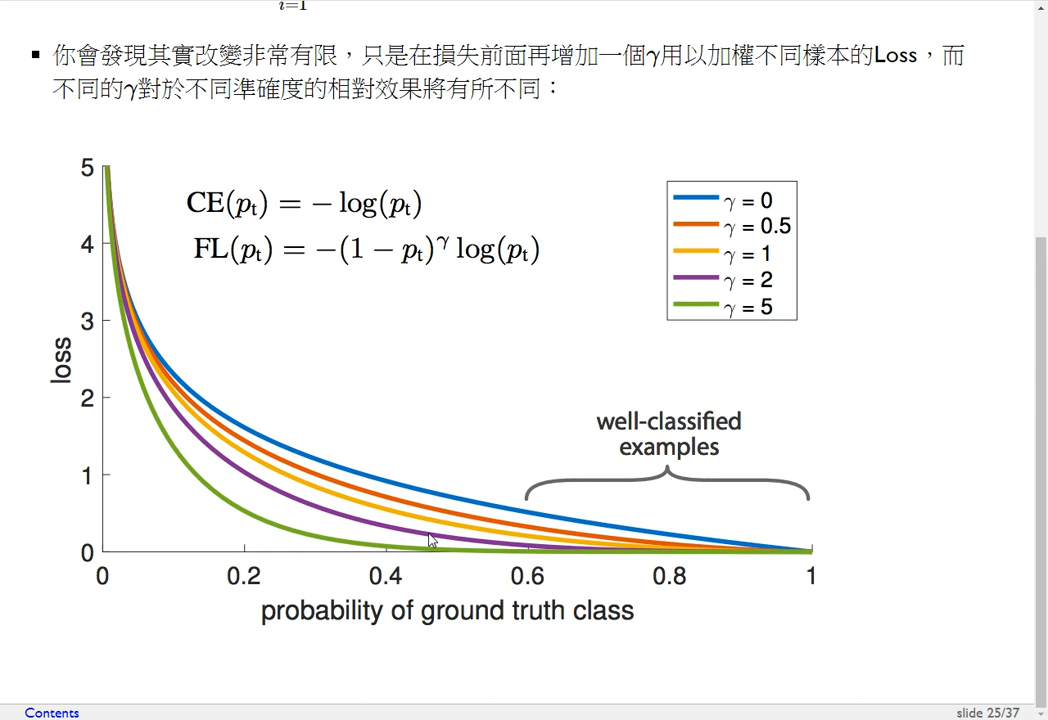 i=1
▪ 你會發現其實改變非常有限，只是在損失前面再增加一個γ用以加權不同樣本的Loss，而
不同的γ對於不同準確度的相對效果將有所不同：
CE(pt) = − log(pt)
FL(pt) = −(1 − pt)^γ log(pt)
γ = 0
γ = 0.5
γ = 1
γ = 2
γ = 5
well-classified
examples
5
4
3
2
1
0
loss
0 0.2 0.4 0.6 0.8 1
probability of ground truth class
Contents
slide 25/37